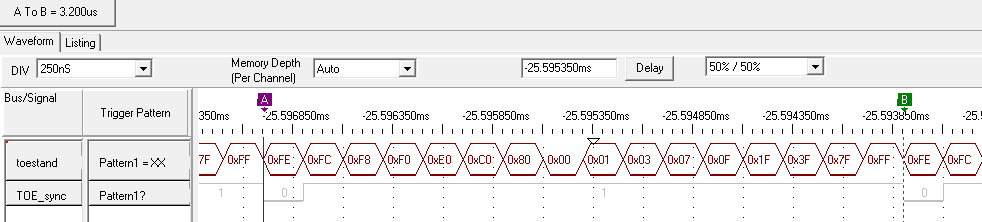 A To B = 3.200us
Waveform Listing
DIV 250nS Memory Depth (Per Channel) Auto -25.595350ms Delay 50% / 50%
A B
Bus/Signal Trigger Pattern 350ms -25.596850ms -25.596350ms -25.595850ms -25.595350ms -25.594850ms -25.594350ms -25.593850ms -25.5
toestand Pattern1 = XX 7F 0xFF 0xFE 0xFC 0xF8 0xF0 0xE0 0xC0 0x80 0x00 0x01 0x03 0x07 0x0F 0x1F 0x3F 0x7F 0xFF 0xFE 0xFC
TOE_sync Pattern1? 1 0 1 0